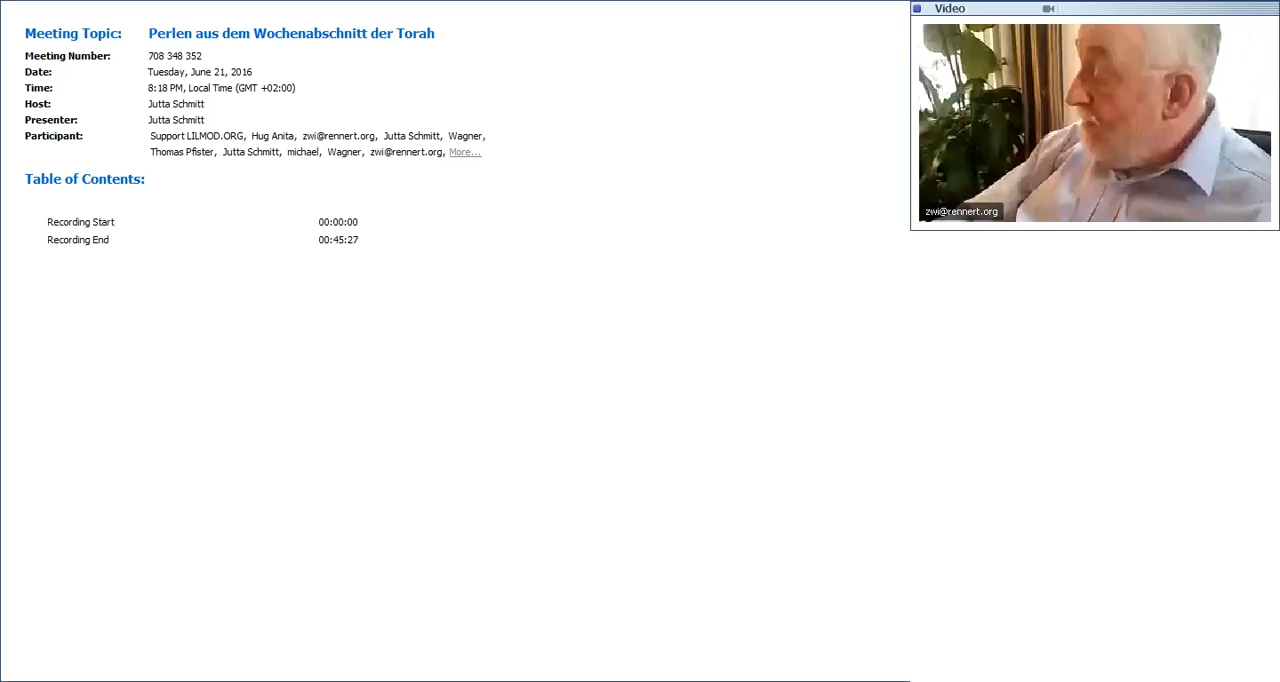 Meeting Topic: Perlen aus dem Wochenabschnitt der Torah
Meeting Number: 708 348 352
Date: Tuesday, June 21, 2016
Time: 8:18 PM, Local Time (GMT +02:00)
Host: Jutta Schmitt
Presenter: Jutta Schmitt
Participant: Support LILMOD.ORG, Hug Anita, zwi@rennert.org, Jutta Schmitt, Wagner,
Thomas Pfister, Jutta Schmitt, michael, Wagner, zwi@rennert.org, More...
Table of Contents:
Recording Start 00:00:00
Recording End 00:45:27
Video
zwi@rennert.org